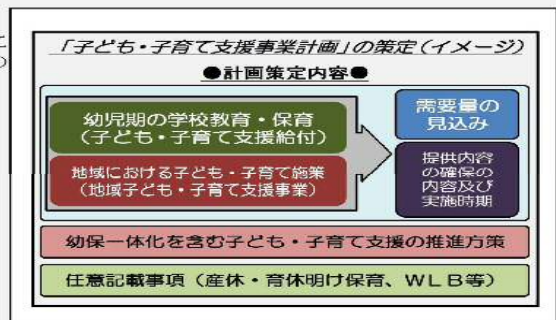 「子ども・子育て支援事業計画」の策定(イメージ)
●計画策定内容●
幼児期の学校教育・保育
(子ども・子育て支援給付)
地域における子ども・子育て施策
(地域子ども・子育て支援事業)
需要量の
見込み
提供内容
の確保の
内容及び
実施時期
幼保一体化を含む子ども・子育て支援の推進方策
任意記載事項(産休・育休明け保育、WLB等)